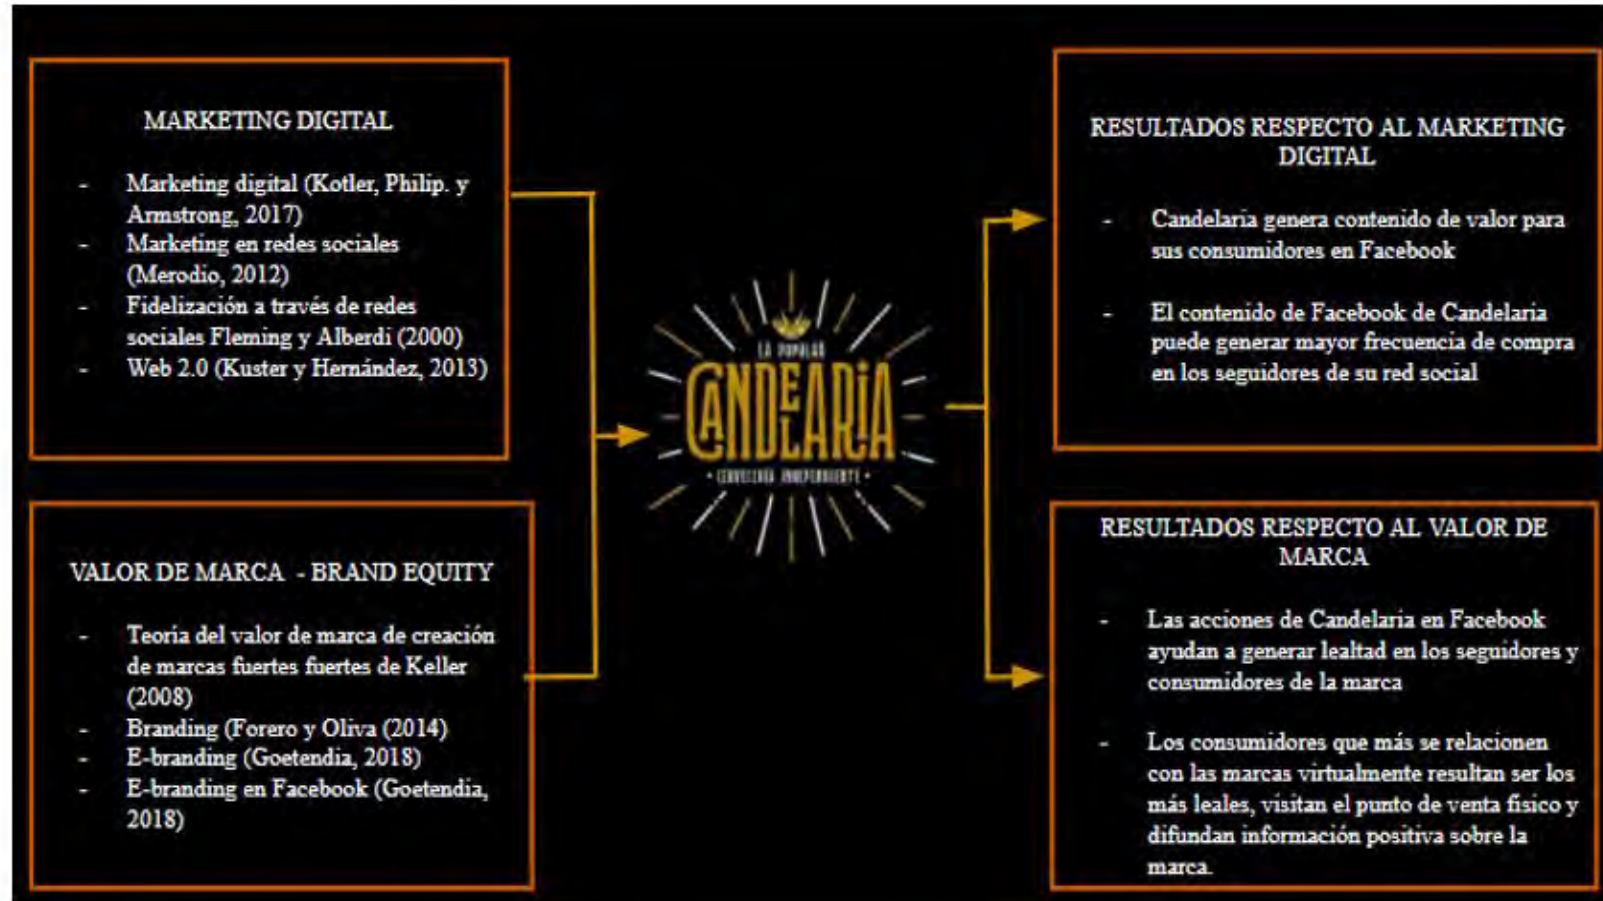 MARKETING DIGITAL
- Marketing digital (Kotler, Philip. y
Armstrong, 2017)
- Marketing en redes sociales
(Merodio, 2012)
- Fidelización a través de redes
sociales Fleming y Alberdi (2000)
- Web 2.0 (Kuster y Hernández, 2013)
VALOR DE MARCA - BRAND EQUITY
- Teoría del valor de marca de creación
de marcas fuertes fuertes de Keller
(2008)
- Branding (Forero y Oliva (2014)
- E-branding (Goetendia, 2018)
- E-branding en Facebook (Goetendia,
2018)
LA POPULAR
CANDELARIA
• CERVECERÍA INDEPENDIENTE •
RESULTADOS RESPECTO AL MARKETING
DIGITAL
- Candelaria genera contenido de valor para
sus consumidores en Facebook
- El contenido de Facebook de Candelaria
puede generar mayor frecuencia de compra
en los seguidores de su red social
RESULTADOS RESPECTO AL VALOR DE
MARCA
- Las acciones de Candelaria en Facebook
ayudan a generar lealtad en los seguidores y
consumidores de la marca
- Los consumidores que más se relacionen
con las marcas virtualmente resultan ser los
más leales, visitan el punto de venta físico y
difundan información positiva sobre la
marca.